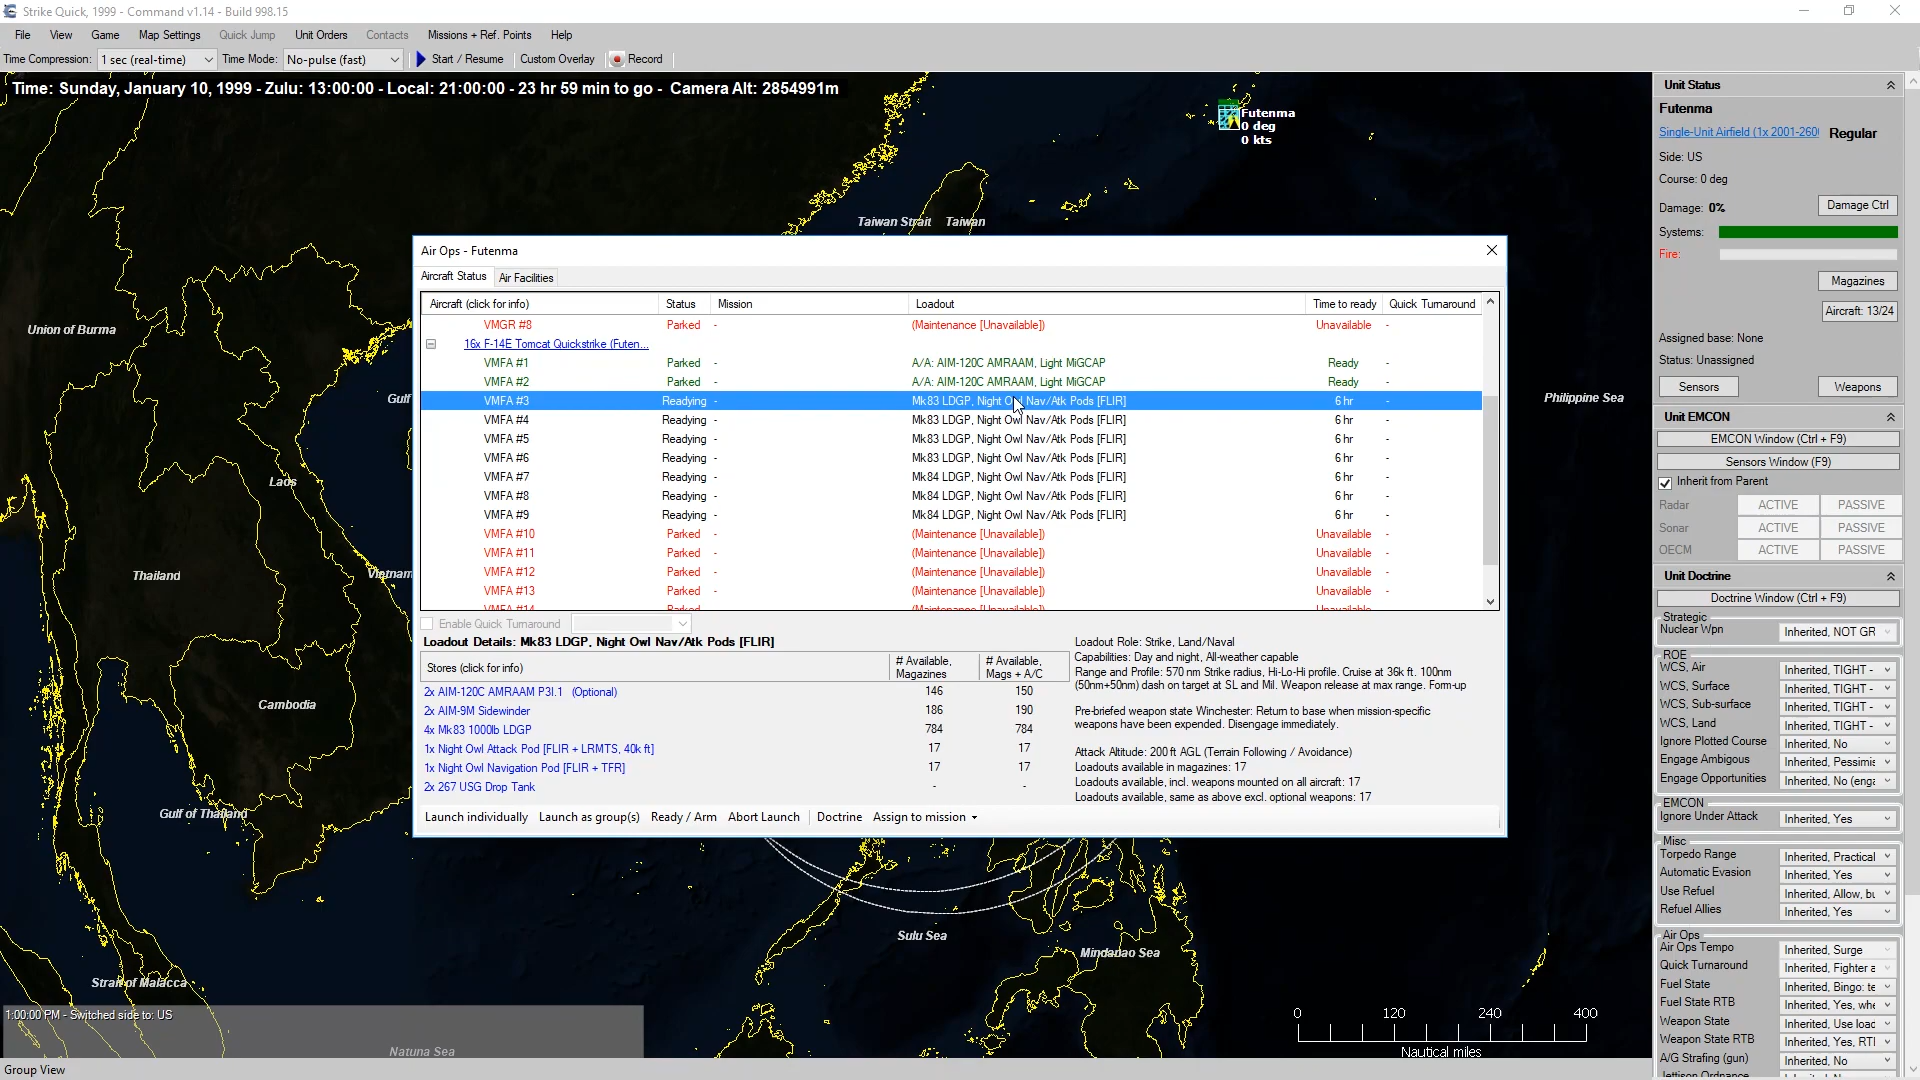 Strike Quick, 1999 - Command v1.14 - Build 998.15
File View Game Map Settings Quick Jump Unit Orders Contacts Missions + Ref. Points Help
Time Compression: 1 sec (real-time) Time Mode: No-pulse (fast) Start / Resume Custom Overlay Record
Time: Sunday, January 10, 1999 - Zulu: 13:00:00 - Local: 21:00:00 - 23 hr 59 min to go - Camera Alt: 2854991m
Futenma
0 deg
0 kts
Taiwan Strait Taiwan
Union of Burma
Gulf
Philippine Sea
Laos
Thailand
Vietnam
Cambodia
Gulf of Thailand
Sulu Sea
Mindanao Sea
Strait of Malacca
Natuna Sea
Air Ops - Futenma
Aircraft Status Air Facilities
Aircraft (click for info) Status Mission Loadout Time to ready Quick Turnaround
VMGR #8 Parked - (Maintenance [Unavailable]) Unavailable -
16x F-14E Tomcat Quickstrike (Futen...
VMFA #1 Parked - A/A: AIM-120C AMRAAM, Light MiGCAP Ready -
VMFA #2 Parked - A/A: AIM-120C AMRAAM, Light MiGCAP Ready -
VMFA #3 Readying - Mk83 LDGP, Night Owl Nav/Atk Pods [FLIR] 6 hr -
VMFA #4 Readying - Mk83 LDGP, Night Owl Nav/Atk Pods [FLIR] 6 hr -
VMFA #5 Readying - Mk83 LDGP, Night Owl Nav/Atk Pods [FLIR] 6 hr -
VMFA #6 Readying - Mk83 LDGP, Night Owl Nav/Atk Pods [FLIR] 6 hr -
VMFA #7 Readying - Mk84 LDGP, Night Owl Nav/Atk Pods [FLIR] 6 hr -
VMFA #8 Readying - Mk84 LDGP, Night Owl Nav/Atk Pods [FLIR] 6 hr -
VMFA #9 Readying - Mk84 LDGP, Night Owl Nav/Atk Pods [FLIR] 6 hr -
VMFA #10 Parked - (Maintenance [Unavailable]) Unavailable -
VMFA #11 Parked - (Maintenance [Unavailable]) Unavailable -
VMFA #12 Parked - (Maintenance [Unavailable]) Unavailable -
VMFA #13 Parked - (Maintenance [Unavailable]) Unavailable -
VMFA #14 Parked (Maintenance [Unavailable]) Unavailable
Enable Quick Turnaround
Loadout Details: Mk83 LDGP, Night Owl Nav/Atk Pods [FLIR]
Stores (click for info) # Available, Magazines # Available, Mags + A/C
2x AIM-120C AMRAAM P3I.1 (Optional) 146 150
2x AIM-9M Sidewinder 186 190
4x Mk83 1000lb LDGP 784 784
1x Night Owl Attack Pod [FLIR + LRMTS, 40k ft] 17 17
1x Night Owl Navigation Pod [FLIR + TFR] 17 17
2x 267 USG Drop Tank - -
Loadout Role: Strike, Land/Naval
Capabilities: Day and night, All-weather capable
Range and Profile: 570 nm Strike radius, Hi-Lo-Hi profile. Cruise at 36k ft. 100nm
(50nm+50nm) dash on target at SL and Mil. Weapon release at max range. Form-up
Pre-briefed weapon state Winchester: Return to base when mission-specific
weapons have been expended. Disengage immediately.
Attack Altitude: 200 ft AGL (Terrain Following / Avoidance)
Loadouts available in magazines: 17
Loadouts available, incl. weapons mounted on all aircraft: 17
Loadouts available, same as above excl. optional weapons: 17
Launch individually Launch as group(s) Ready / Arm Abort Launch Doctrine Assign to mission
1:00:00 PM - Switched side to: US
0 120 240 400
Nautical miles
Group View
Unit Status
Futenma
Single-Unit Airfield (1x 2001-260 Regular
Side: US
Course: 0 deg
Damage: 0% Damage Ctrl
Systems:
Fire:
Magazines
Aircraft: 13/24
Assigned base: None
Status: Unassigned
Sensors Weapons
Unit EMCON
EMCON Window (Ctrl + F9)
Sensors Window (F9)
Inherit from Parent
Radar ACTIVE PASSIVE
Sonar ACTIVE PASSIVE
OECM ACTIVE PASSIVE
Unit Doctrine
Doctrine Window (Ctrl + F9)
Strategic
Nuclear Wpn Inherited, NOT GR
ROE
WCS, Air Inherited, TIGHT -
WCS, Surface Inherited, TIGHT -
WCS, Sub-surface Inherited, TIGHT -
WCS, Land Inherited, TIGHT -
Ignore Plotted Course Inherited, No
Engage Ambigous Inherited, Pessimis
Engage Opportunities Inherited, No (enga
EMCON
Ignore Under Attack Inherited, Yes
Misc
Torpedo Range Inherited, Practical
Automatic Evasion Inherited, Yes
Use Refuel Inherited, Allow, bu
Refuel Allies Inherited, Yes
Air Ops
Air Ops Tempo Inherited, Surge
Quick Turnaround Inherited, Fighter a
Fuel State Inherited, Bingo: te
Fuel State RTB Inherited, Yes, whe
Weapon State Inherited, Use load
Weapon State RTB Inherited, Yes, RTI
A/G Strafing (gun) Inherited, No
Jettison Ordnance